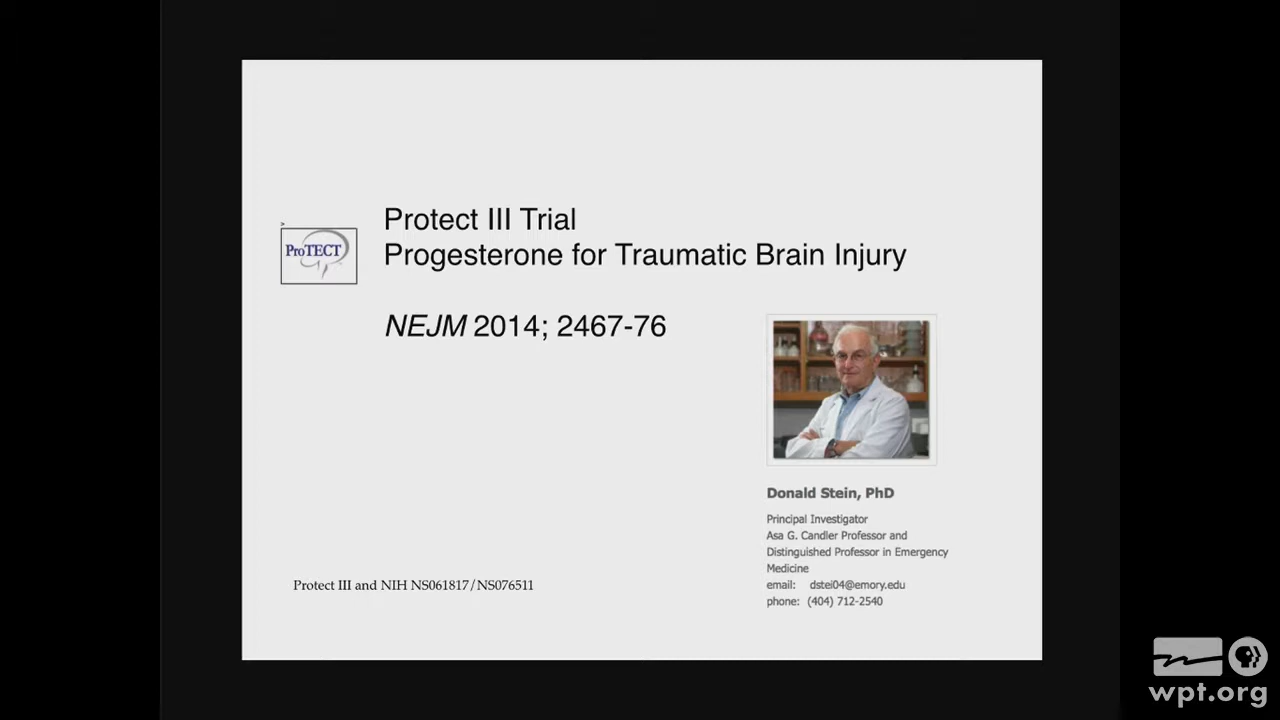 Protect III Trial
Progesterone for Traumatic Brain Injury
>
ProTECT
NEJM 2014; 2467-76
Donald Stein, PhD
Principal Investigator
Asa G. Candler Professor and
Distinguished Professor in Emergency
Medicine
email: dstei04@emory.edu
phone: (404) 712-2540
Protect III and NIH NS061817/NS076511
wpt.org